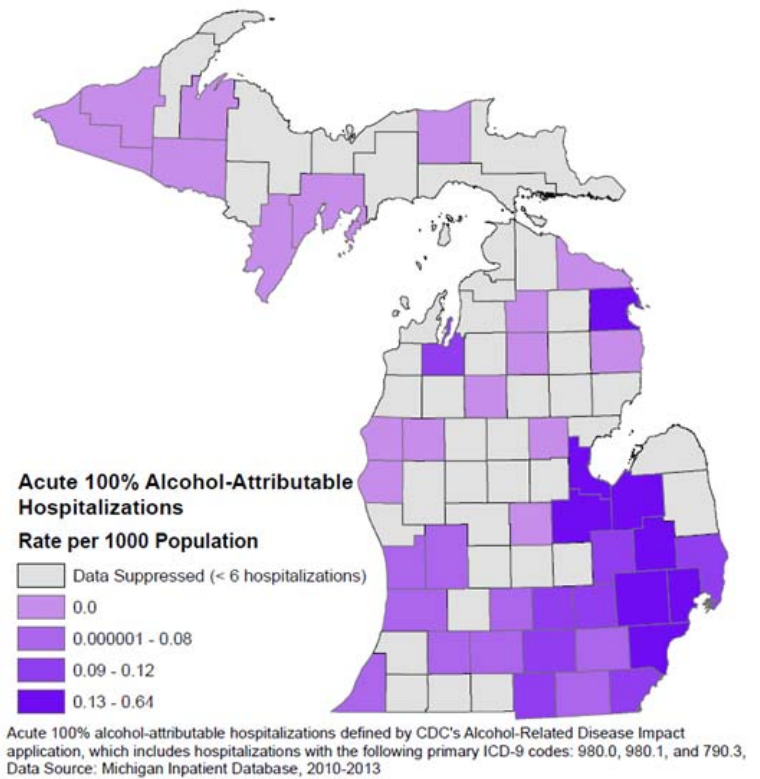 Acute 100% Alcohol-Attributable
Hospitalizations
Rate per 1000 Population
Data Suppressed (< 6 hospitalizations)
0.0
0.000001 - 0.08
0.09 - 0.12
0.13 - 0.64
Acute 100% alcohol-attributable hospitalizations defined by CDC's Alcohol-Related Disease Impact
application, which includes hospitalizations with the following primary ICD-9 codes: 980.0, 980.1, and 790.3,
Data Source: Michigan Inpatient Database, 2010-2013